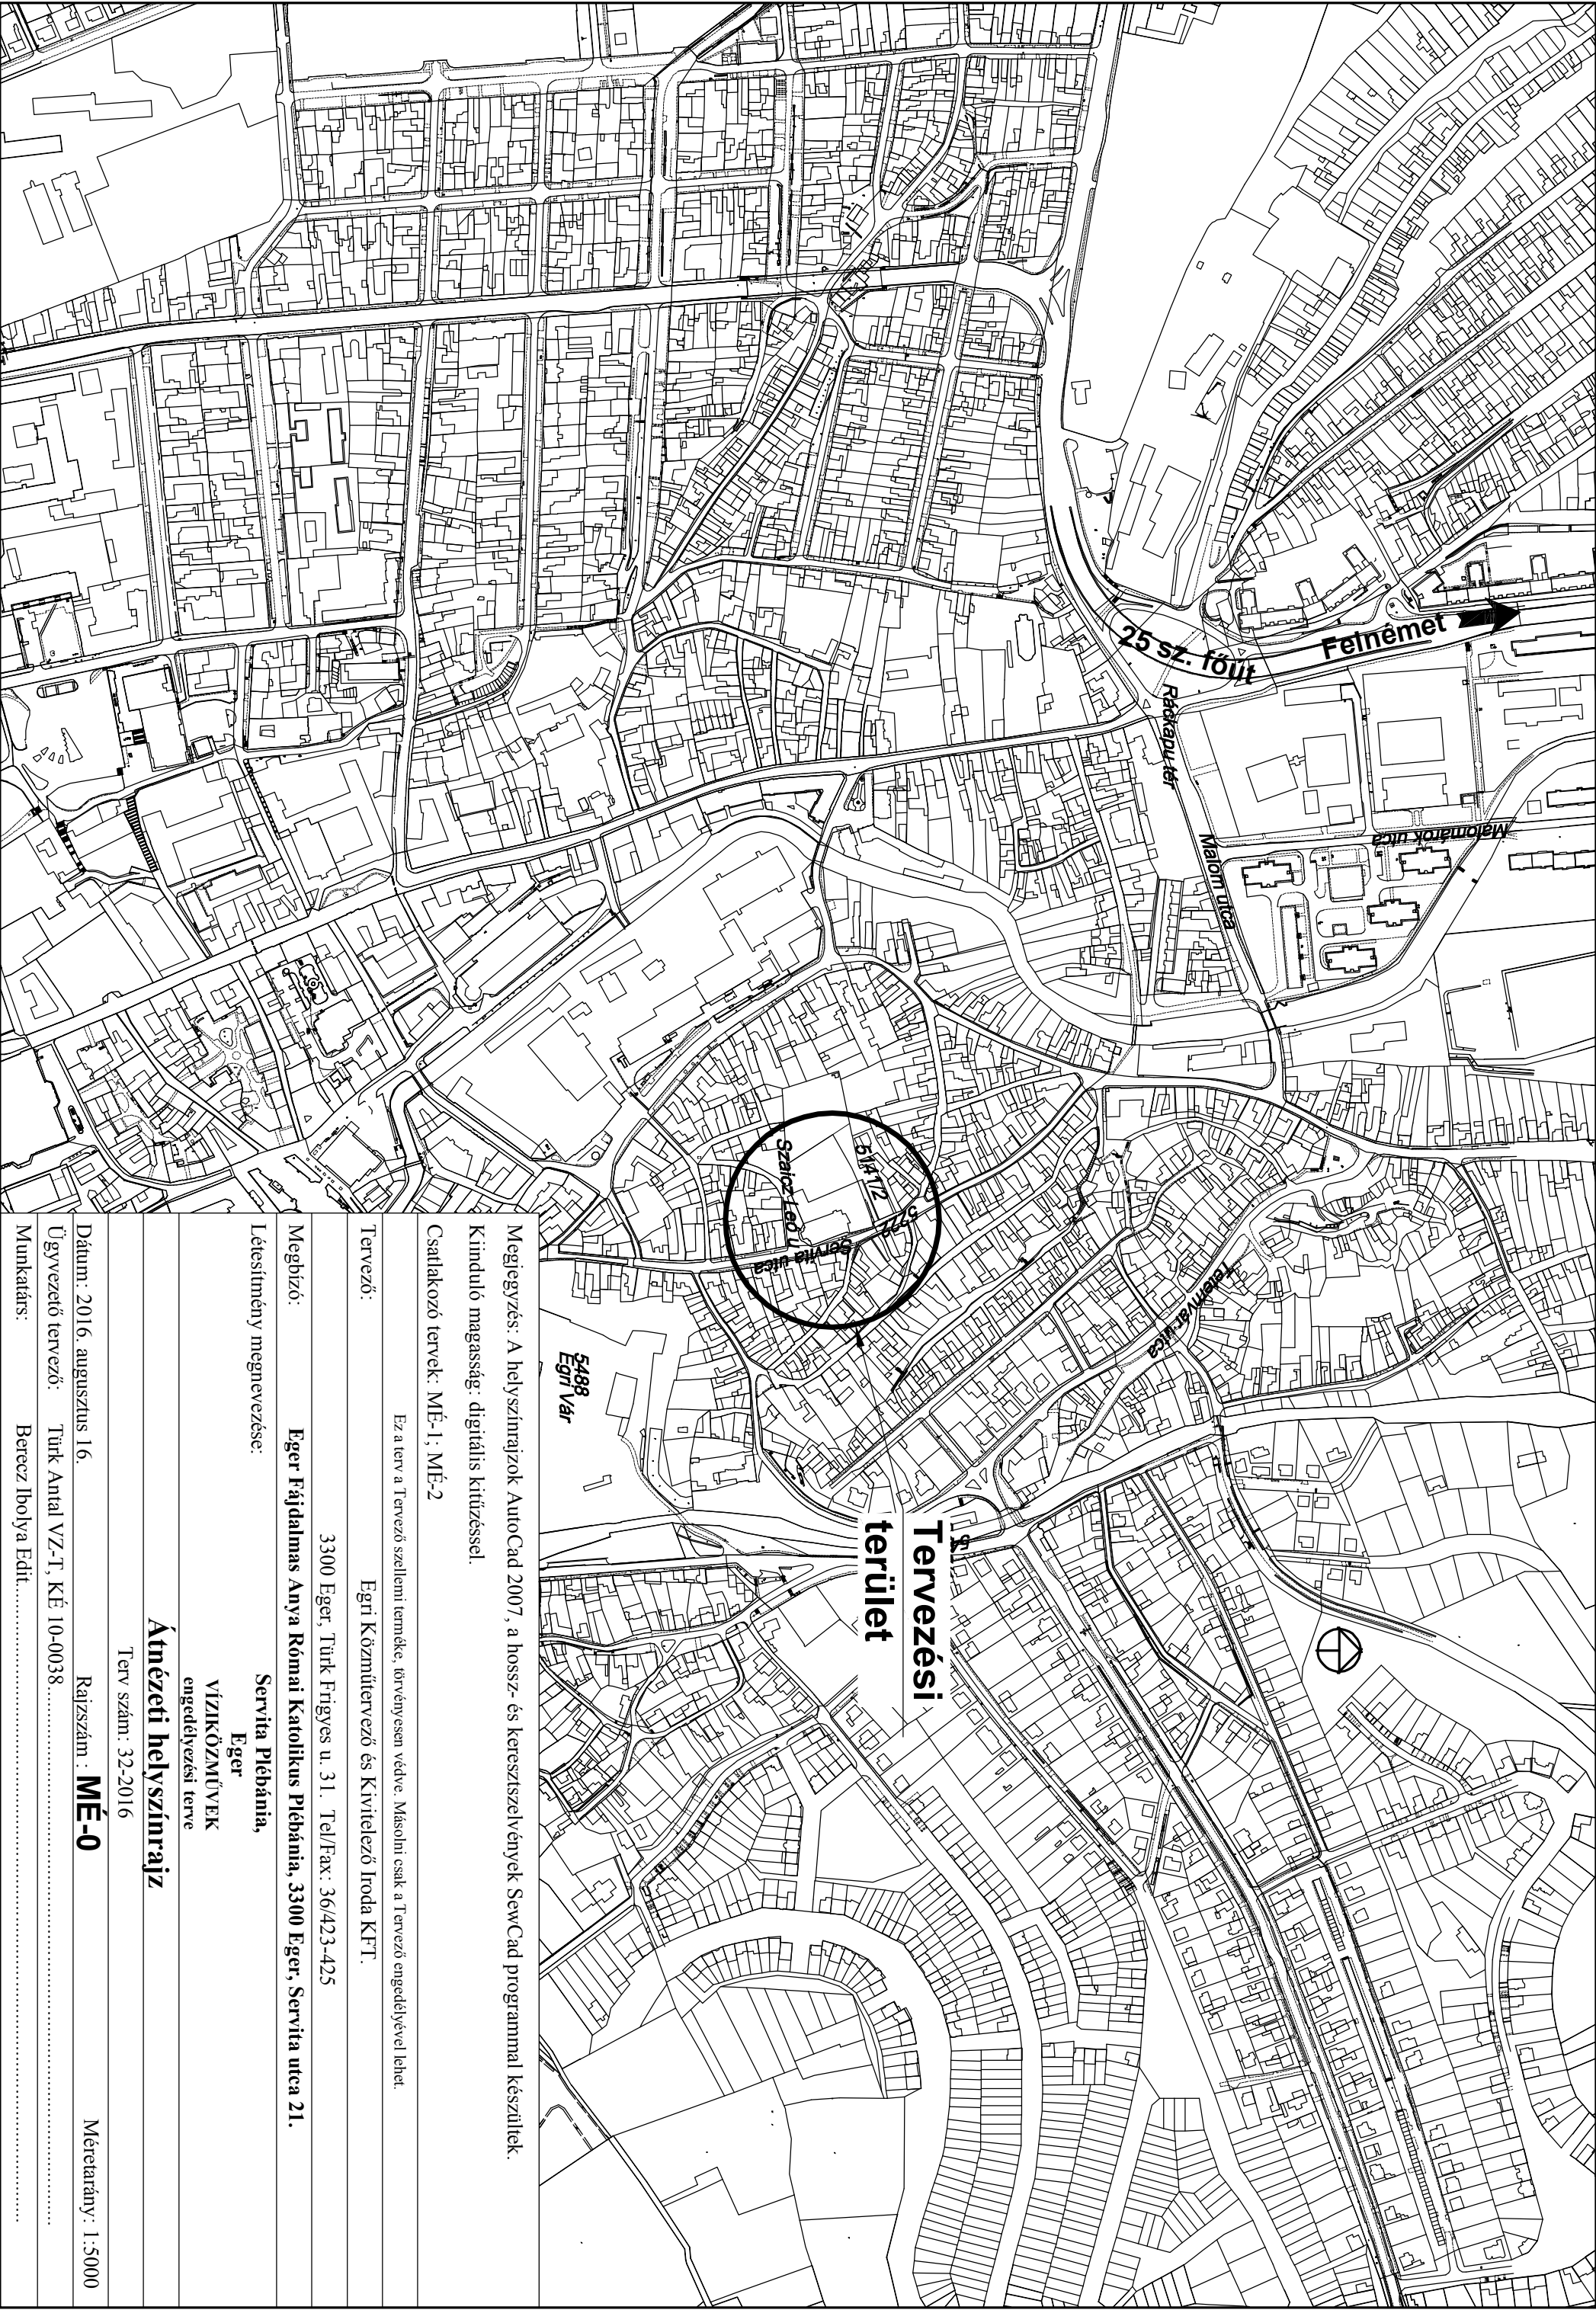 Felnémet
25 sz. főút
Ráckapu tér
Malomárok utca
Malom utca
5141/2
Szaicz Leó u
5222
Servita utca
Tetemvár utca
5488
Egri Vár
Tervezési
terület
Megjegyzés: A helyszínrajzok AutoCad 2007, a hossz- és keresztszelvények SewCad programmal készültek.
Kiinduló magasság: digitális kitűzéssel.
Csatlakozó tervek: MÉ-1; MÉ-2
Ez a terv a Tervező szellemi terméke, törvényesen védve. Másolni csak a Tervező engedélyével lehet.
Tervező: Egri Közműtervező és Kivitelező Iroda KFT.
3300 Eger, Türk Frigyes u. 31. Tel/Fax: 36/423-425
Megbízó: Eger Fájdalmas Anya Római Katolikus Plébánia, 3300 Eger, Servita utca 21.
Létesítmény megnevezése:
Servita Plébánia,
Eger
VÍZIKÖZMŰVEK
engedélyezési terve
Átnézeti helyszínrajz
Terv szám: 32-2016
Dátum: 2016. augusztus 16. Rajzszám : MÉ-0 Méretarány: 1:5000
Ügyvezető tervező: Türk Antal VZ-T, KÉ 10-0038
Munkatárs: Berecz Ibolya Edit